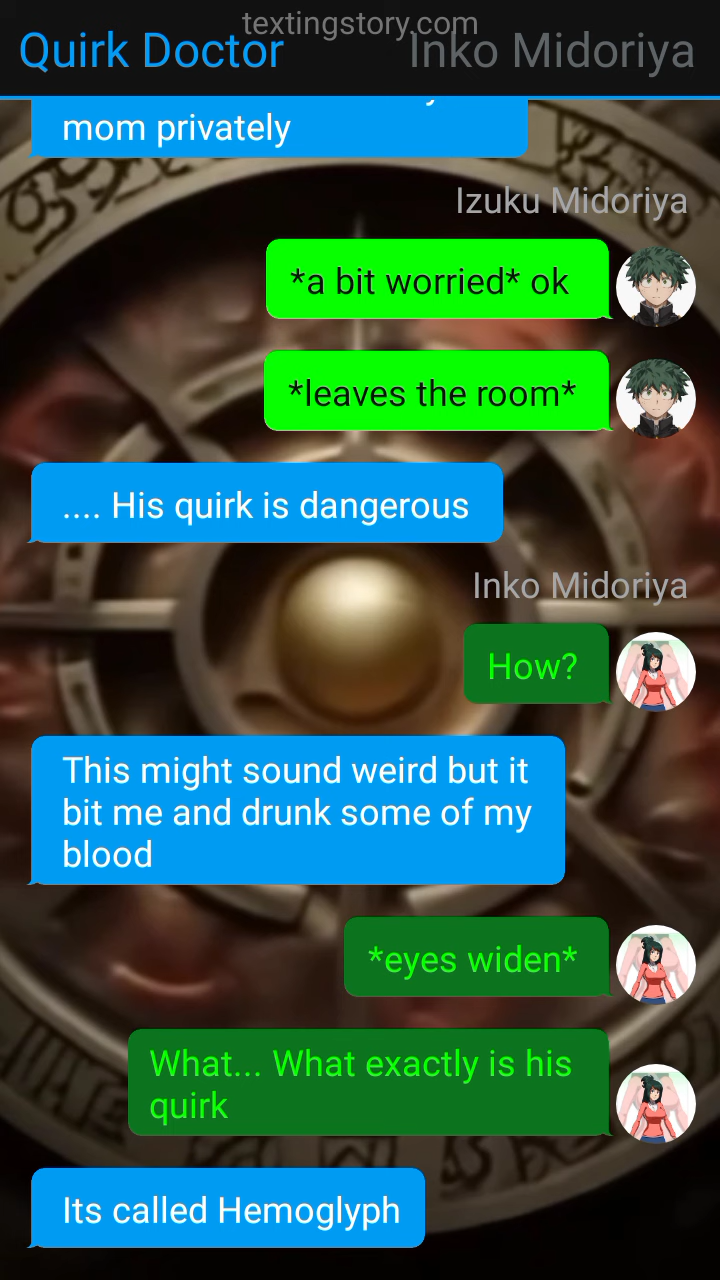 textingstory.com
Quirk Doctor
Inko Midoriya
mom privately
Izuku Midoriya
*a bit worried* ok
*leaves the room*
.... His quirk is dangerous
Inko Midoriya
How?
This might sound weird but it
bit me and drunk some of my
blood
*eyes widen*
What... What exactly is his
quirk
Its called Hemoglyph